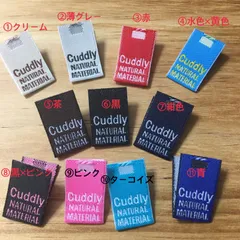 ①クリーム
②薄グレー
③赤
④水色×黄色
Cuddly
NATURAL
MATERIAL
Cuddly
NATURAL
MATERIAL
Cuddly
NATURAL
MATERIAL
Cuddly
NATURAL
MATERIAL
⑤茶
⑥黒
⑦紺色
Cuddly
NATURAL
MATERIAL
Cuddly
NATURAL
MATERIAL
Cuddly
NATURAL
MATERIAL
⑧黒×ピンク
⑨ピンク
⑩ターコイズ
⑪青
Cuddly
NATURAL
MATERIAL
Cuddly
NATURAL
MATERIAL
Cuddly
NATURAL
MATERIAL
Cuddly
NATURAL
MATERIAL